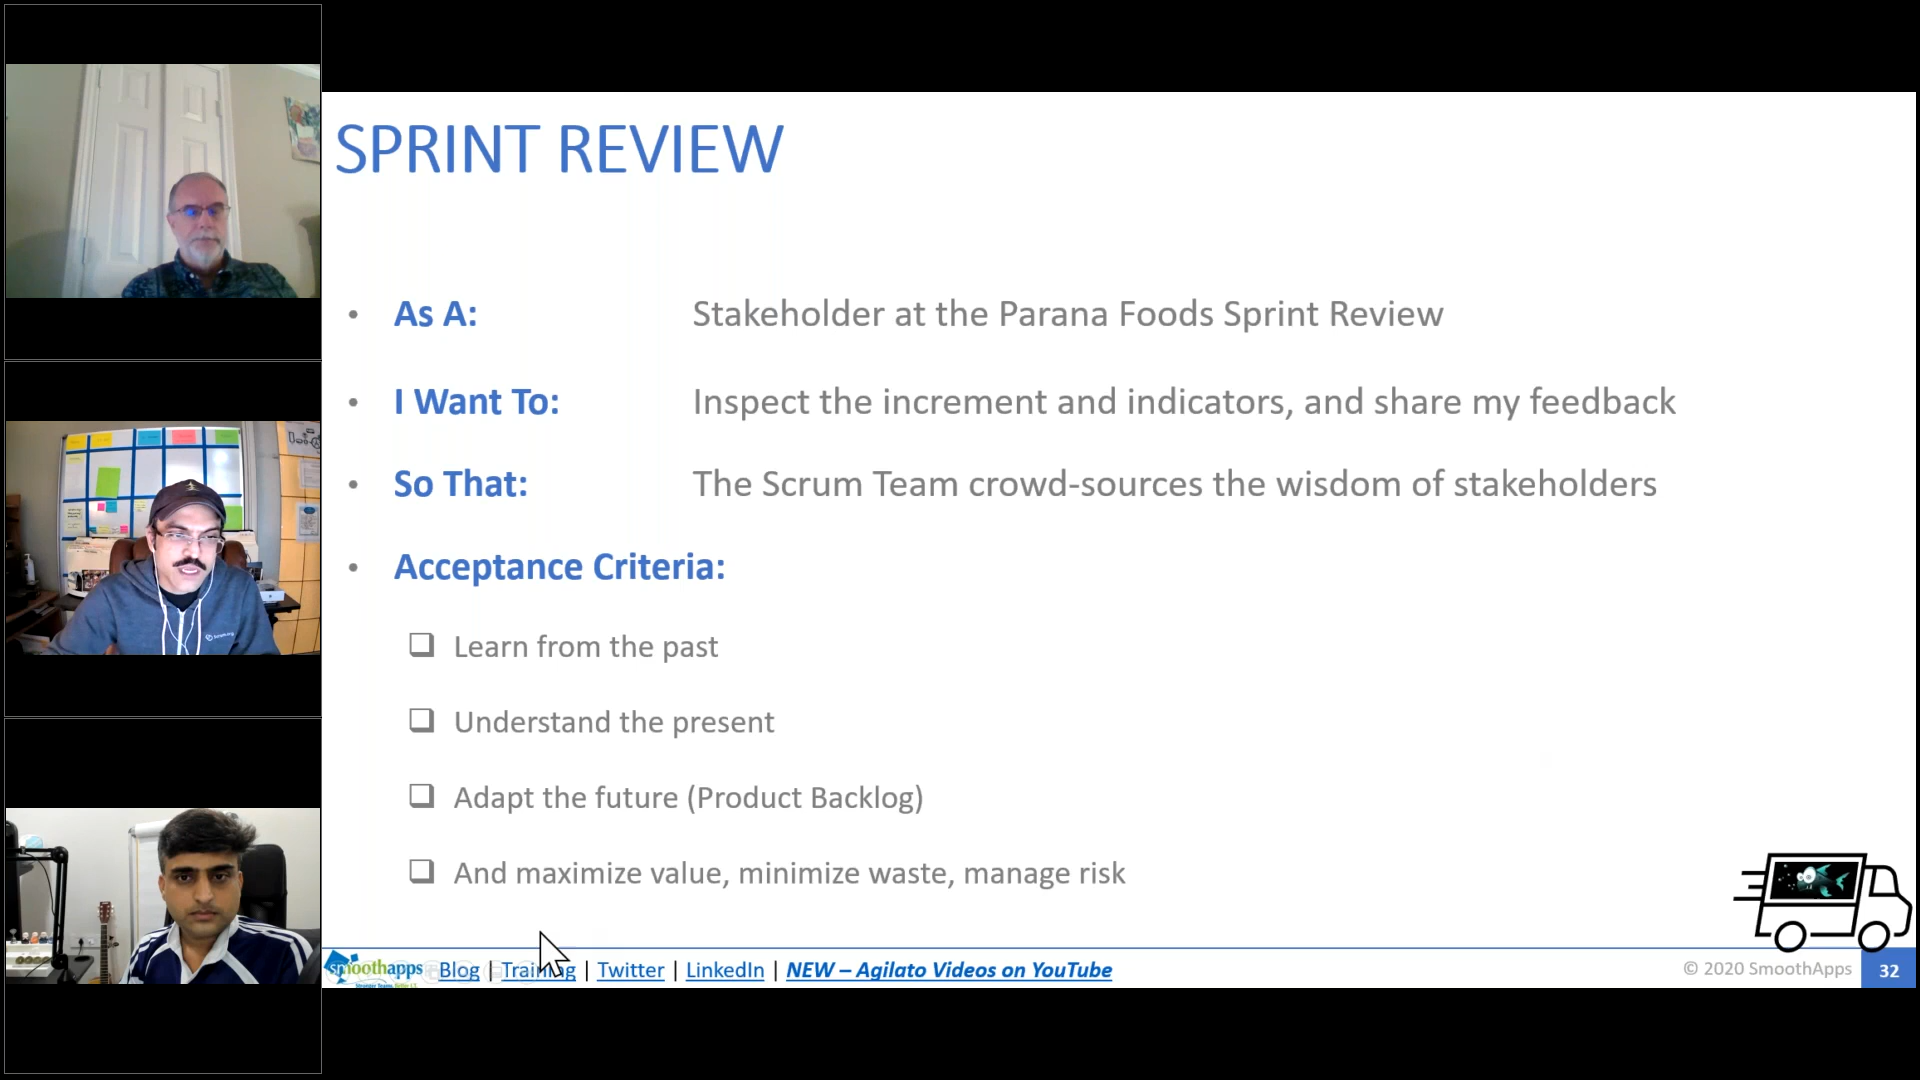 SPRINT REVIEW
• As A: Stakeholder at the Parana Foods Sprint Review
• I Want To: Inspect the increment and indicators, and share my feedback
• So That: The Scrum Team crowd-sources the wisdom of stakeholders
• Acceptance Criteria:
❑ Learn from the past
❑ Understand the present
❑ Adapt the future (Product Backlog)
❑ And maximize value, minimize waste, manage risk
smoothapps Blog | Training | Twitter | LinkedIn | NEW – Agilato Videos on YouTube © 2020 SmoothApps 32